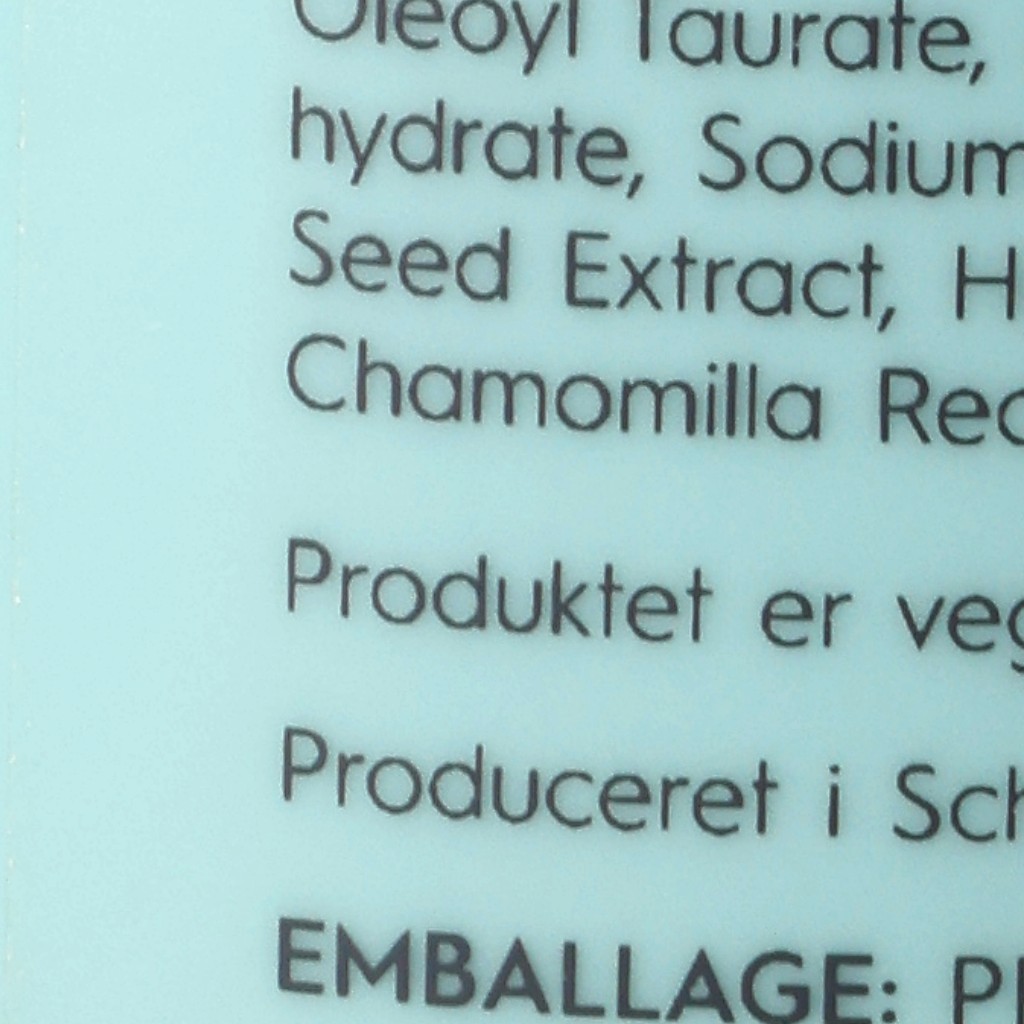 Oleoyl Taurate,
hydrate, Sodium
Seed Extract, H
Chamomilla Rec
Produktet er veg
Produceret i Sch
EMBALLAGE: